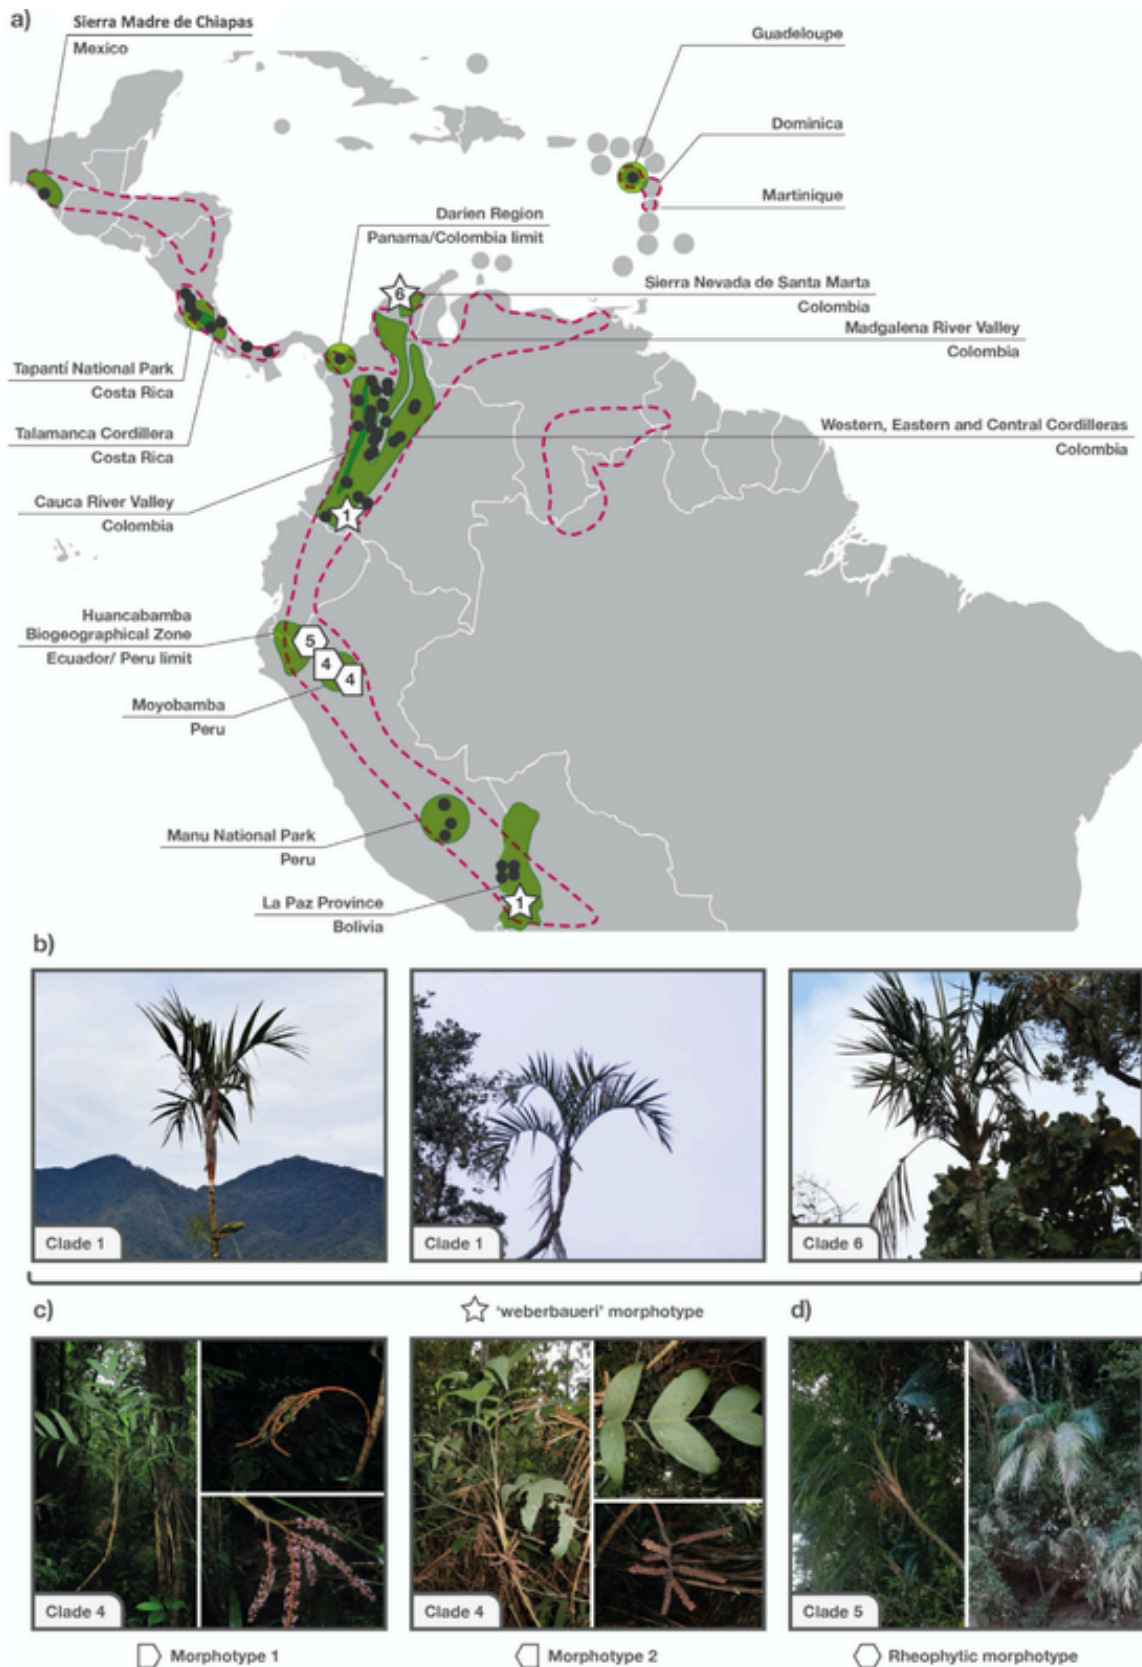 a)
Sierra Madre de Chiapas
Mexico
Guadeloupe
Dominica
Martinique
Darien Region
Panama/Colombia limit
6
Sierra Nevada de Santa Marta
Colombia
Madgalena River Valley
Colombia
Tapantí National Park
Costa Rica
Talamanca Cordillera
Costa Rica
Western, Eastern and Central Cordilleras
Colombia
Cauca River Valley
Colombia
1
Huancabamba
Biogeographical Zone
Ecuador/ Peru limit
5
4
4
Moyobamba
Peru
Manu National Park
Peru
La Paz Province
Bolivia
1
b)
Clade 1
Clade 1
Clade 6
c)
'weberbaueri' morphotype
d)
Clade 4
Clade 4
Clade 5
Morphotype 1
Morphotype 2
Rheophytic morphotype